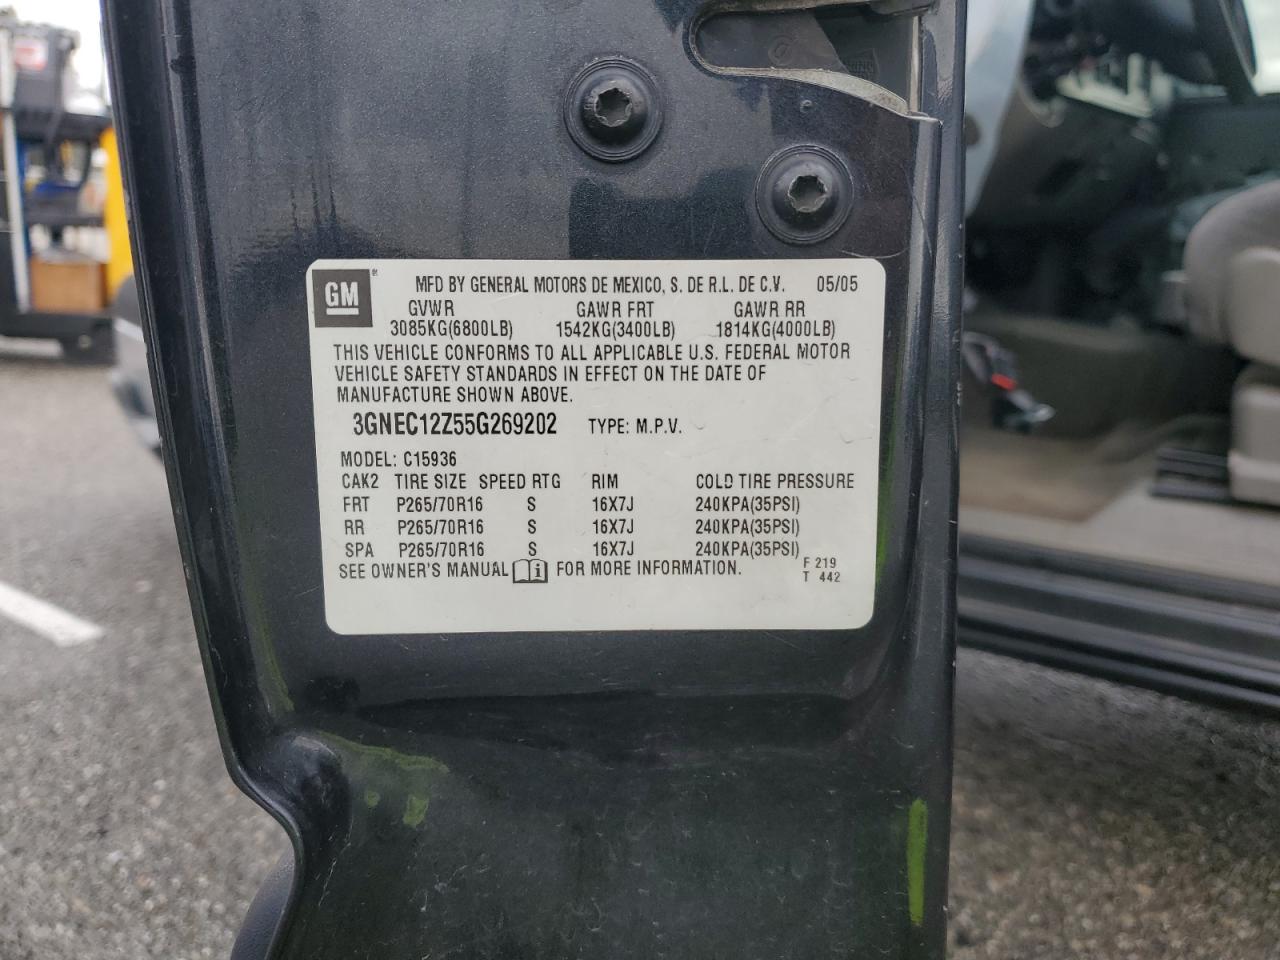 GM
MFD BY GENERAL MOTORS DE MEXICO, S. DE R.L. DE C.V. 05/05
GVWR GAWR FRT GAWR RR
3085KG(6800LB) 1542KG(3400LB) 1814KG(4000LB)
THIS VEHICLE CONFORMS TO ALL APPLICABLE U.S. FEDERAL MOTOR
VEHICLE SAFETY STANDARDS IN EFFECT ON THE DATE OF
MANUFACTURE SHOWN ABOVE.
3GNEC12Z55G269202 TYPE: M.P.V.
MODEL: C15936
CAK2 TIRE SIZE SPEED RTG RIM COLD TIRE PRESSURE
FRT P265/70R16 S 16X7J 240KPA(35PSI)
RR P265/70R16 S 16X7J 240KPA(35PSI)
SPA P265/70R16 S 16X7J 240KPA(35PSI)
SEE OWNER'S MANUAL i FOR MORE INFORMATION. F 219
T 442